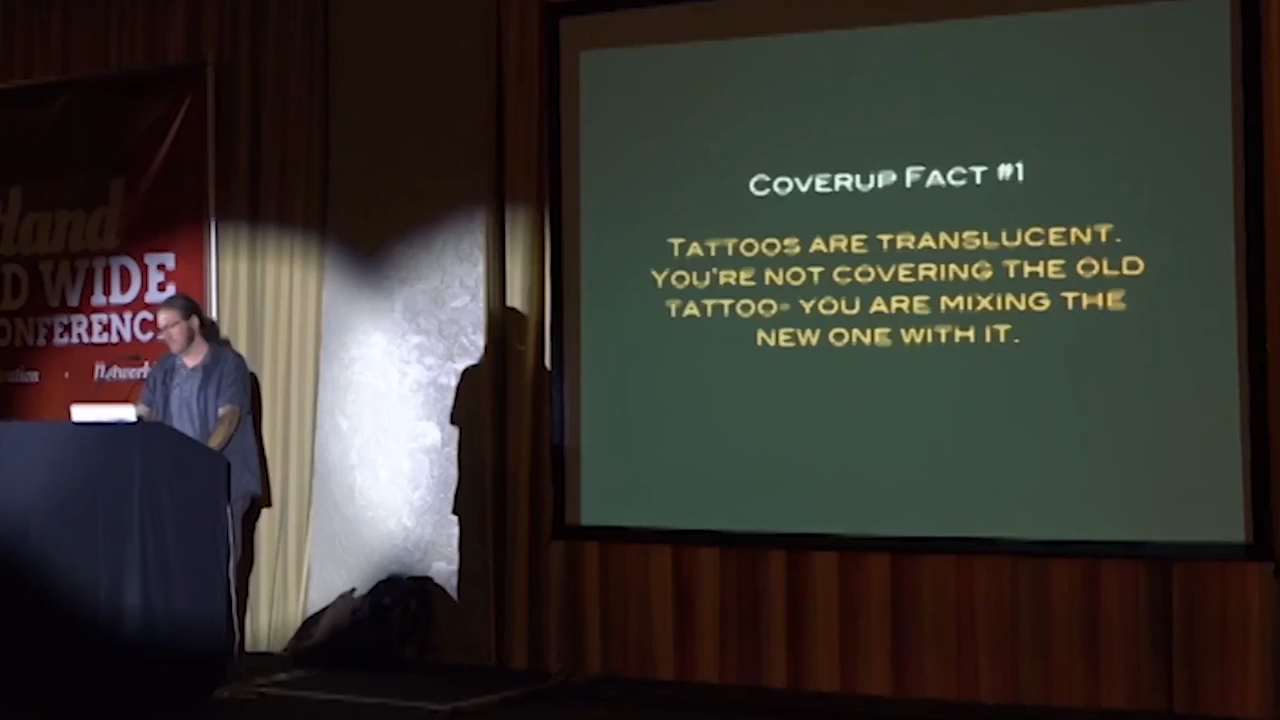 land
D WIDE
ONFERENC
COVERUP FACT #1
TATTOOS ARE TRANSLUCENT.
YOU'RE NOT COVERING THE OLD
TATTOO- YOU ARE MIXING THE
NEW ONE WITH IT.